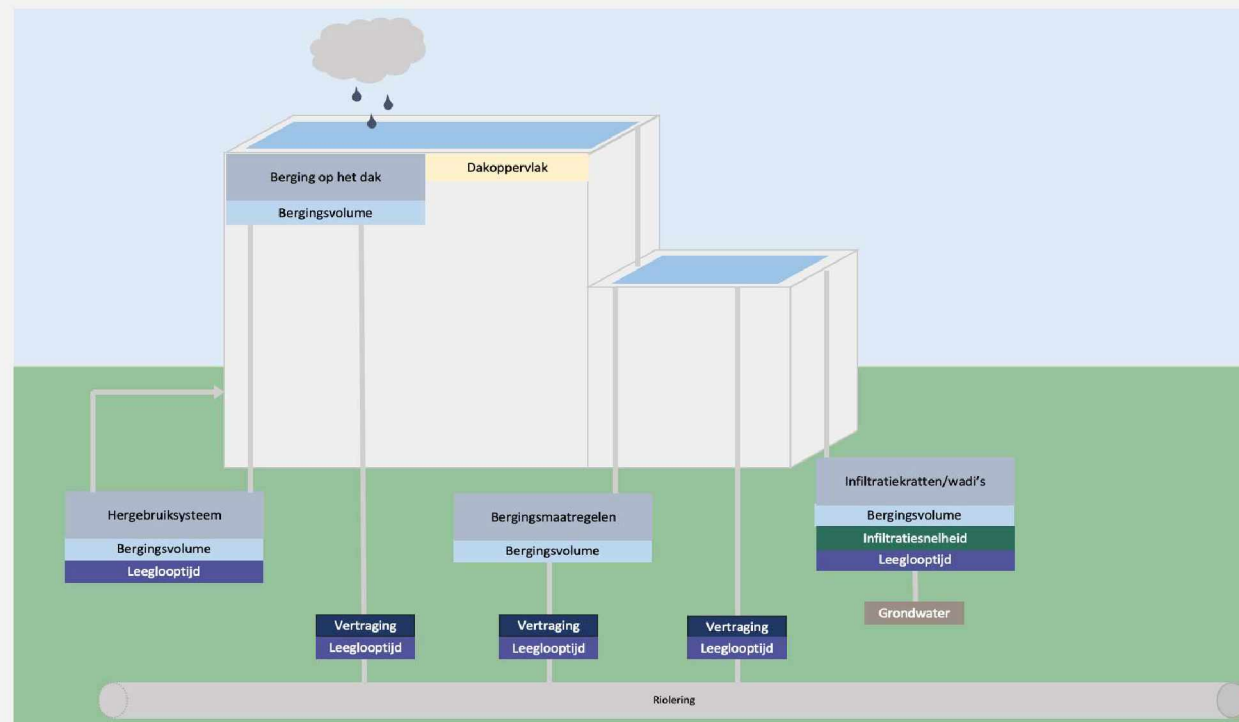 Berging op het dak
Bergingsvolume
Dakoppervlak
Hergebruiksysteem
Bergingsvolume
Leeglooptijd
Bergingsmaatregelen
Bergingsvolume
Infiltratiekratten/wadi's
Bergingsvolume
Infiltratiesnelheid
Leeglooptijd
Grondwater
Vertraging
Leeglooptijd
Vertraging
Leeglooptijd
Vertraging
Leeglooptijd
Riolering